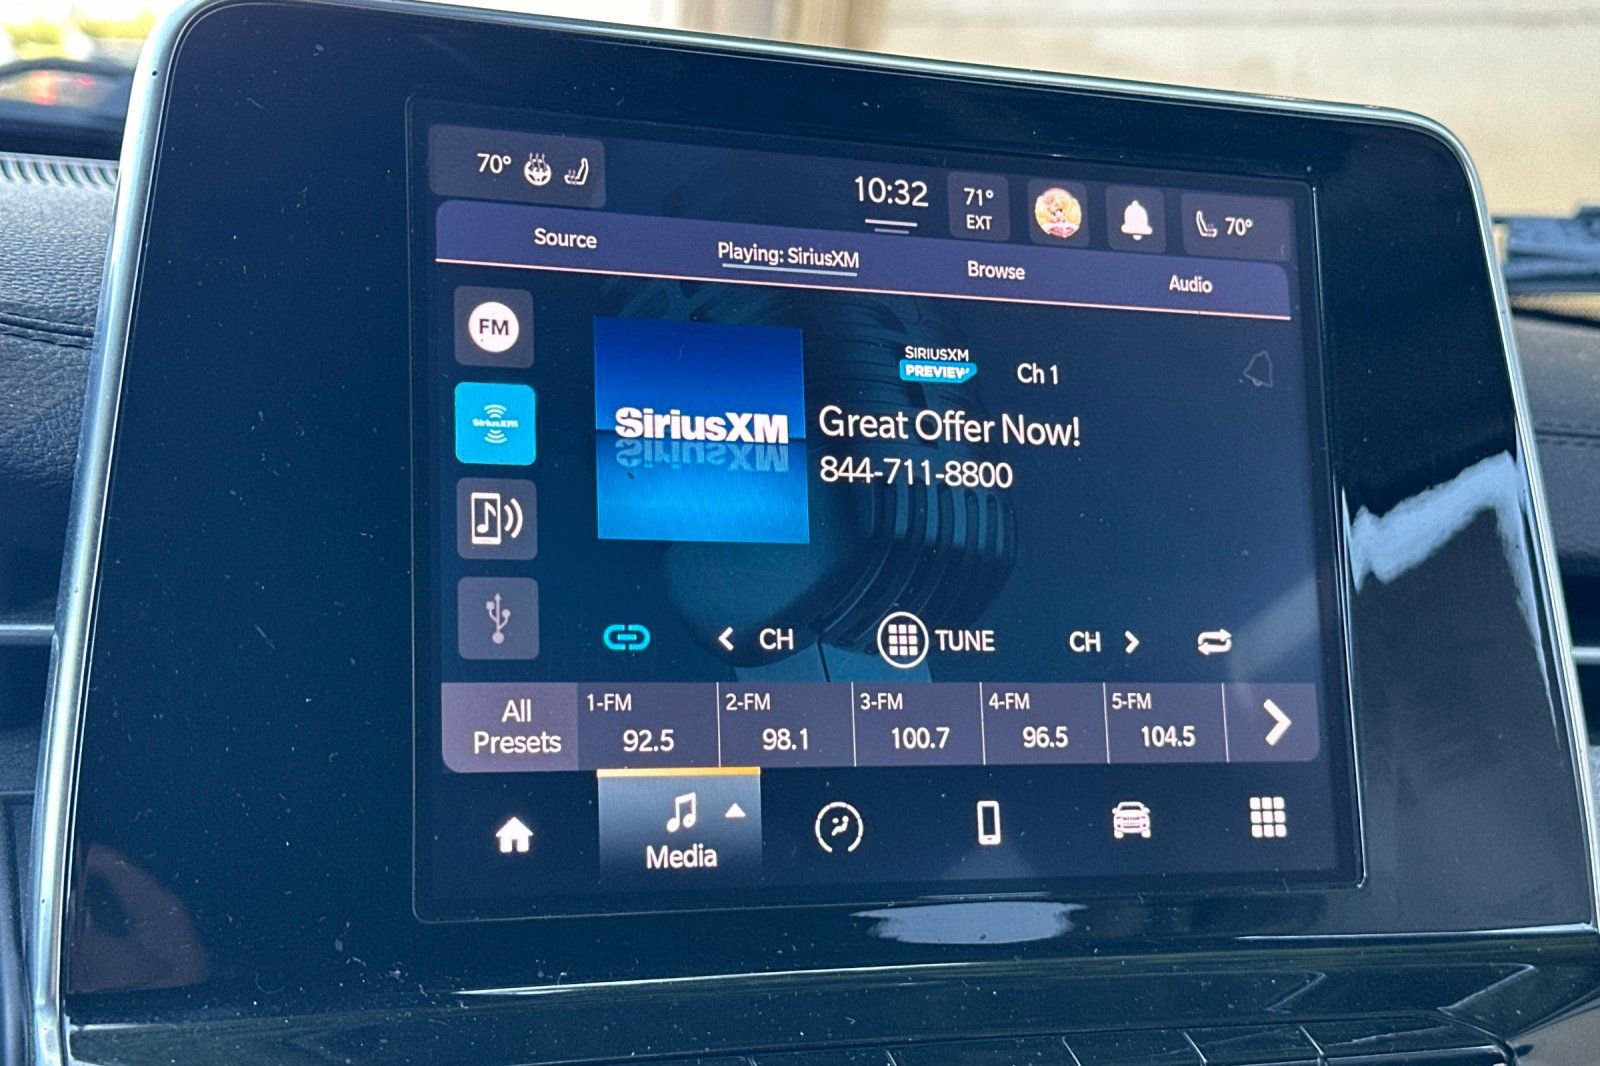 70°
10:32
71°
EXT
70°
Source
Playing: SiriusXM
Browse
Audio
FM
SiriusXM
SiriusXM
SIRIUSXM
PREVIEW
Ch 1
Great Offer Now!
844-711-8800
CH
TUNE
CH
All
Presets
1-FM
92.5
2-FM
98.1
3-FM
100.7
4-FM
96.5
5-FM
104.5
Media